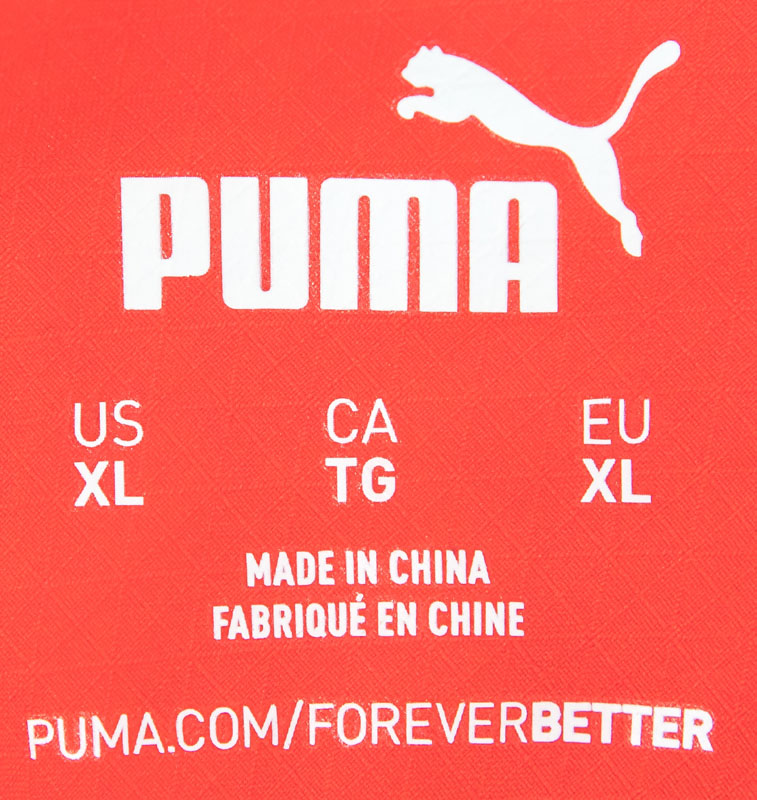 PUMA
US CA EU
XL TG XL
MADE IN CHINA
FABRIQUÉ EN CHINE
PUMA.COM/FOREVERBETTER